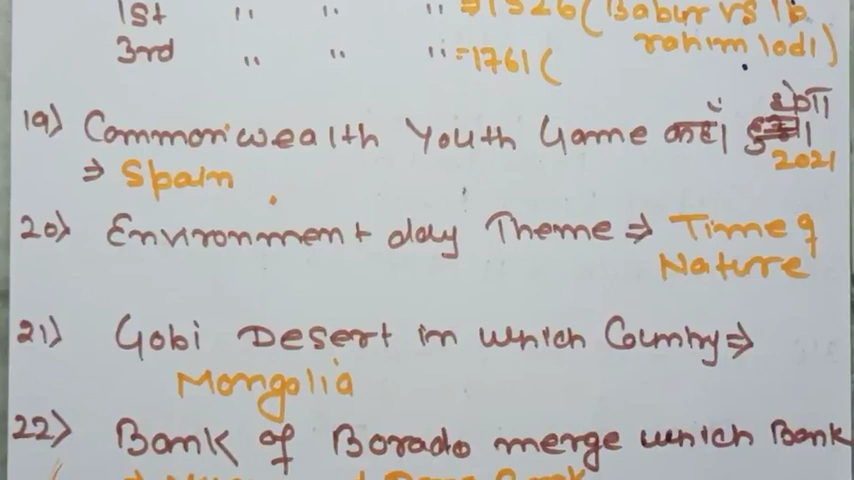 1st " " " ⇒1526 (Babur vs Ib
rahim lodi)
3rd " " " =1761 (
19) Commonwealth Youth Game कहाँ होगा
⇒ Spain 2021
20) Environment day Theme ⇒ Time of
Nature
21) Gobi Desert in which Country ⇒
Mongolia
22) Bank of Borado merge which Bank
Bank